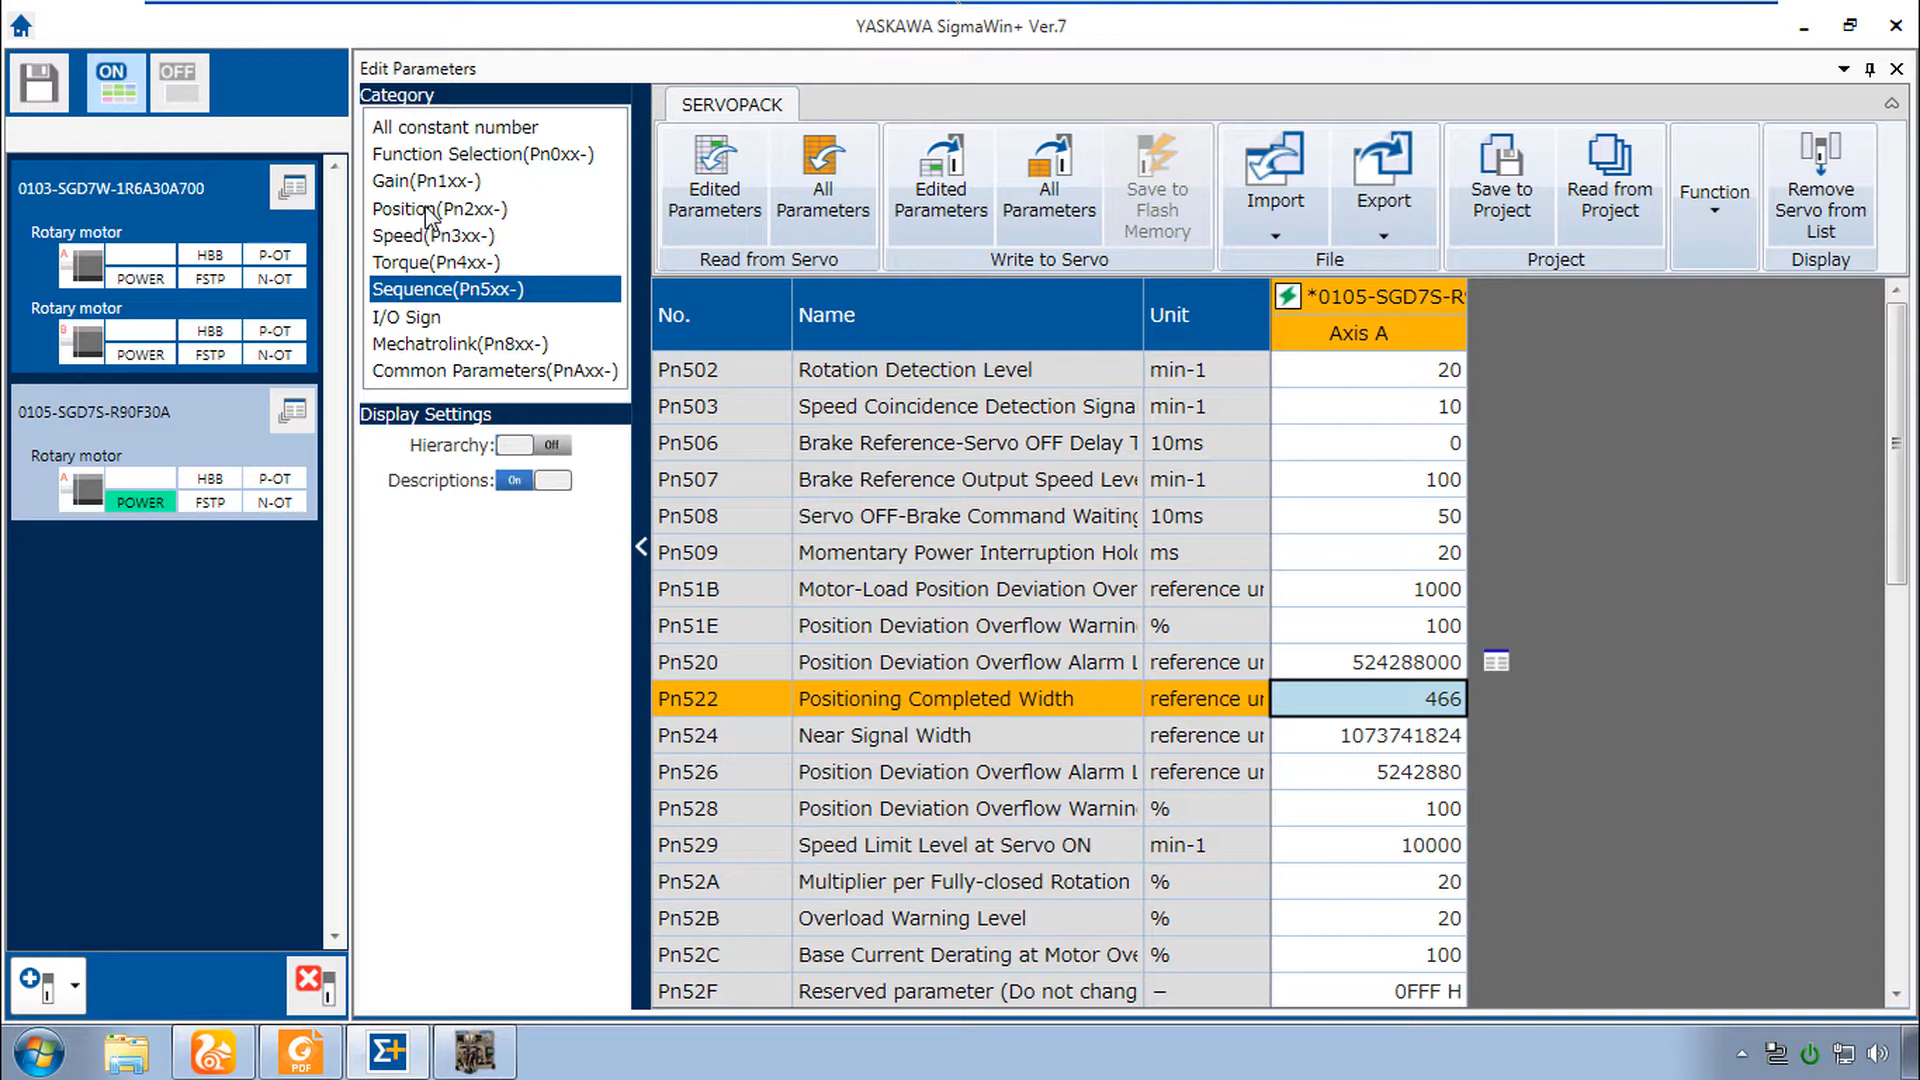 YASKAWA SigmaWin+ Ver.7
ON
OFF
0103-SGD7W-1R6A30A700
Rotary motor
A
HBB
P-OT
POWER
FSTP
N-OT
Rotary motor
B
HBB
P-OT
POWER
FSTP
N-OT
0105-SGD7S-R90F30A
Rotary motor
A
HBB
P-OT
POWER
FSTP
N-OT
Edit Parameters
Category
All constant number
Function Selection(Pn0xx-)
Gain(Pn1xx-)
Position(Pn2xx-)
Speed(Pn3xx-)
Torque(Pn4xx-)
Sequence(Pn5xx-)
I/O Sign
Mechatrolink(Pn8xx-)
Common Parameters(PnAxx-)
Display Settings
Hierarchy: Off
Descriptions: On
SERVOPACK
Edited
Parameters
All
Parameters
Read from Servo
Edited
Parameters
All
Parameters
Save to
Flash
Memory
Write to Servo
Import
Export
File
Save to
Project
Read from
Project
Project
Function
Remove
Servo from
List
Display
No. Name Unit *0105-SGD7S-R9
Axis A
Pn502 Rotation Detection Level min-1 20
Pn503 Speed Coincidence Detection Signa min-1 10
Pn506 Brake Reference-Servo OFF Delay T 10ms 0
Pn507 Brake Reference Output Speed Leve min-1 100
Pn508 Servo OFF-Brake Command Waiting 10ms 50
Pn509 Momentary Power Interruption Hold ms 20
Pn51B Motor-Load Position Deviation Over reference un 1000
Pn51E Position Deviation Overflow Warnin % 100
Pn520 Position Deviation Overflow Alarm L reference un 524288000
Pn522 Positioning Completed Width reference un 466
Pn524 Near Signal Width reference un 1073741824
Pn526 Position Deviation Overflow Alarm L reference un 5242880
Pn528 Position Deviation Overflow Warnin % 100
Pn529 Speed Limit Level at Servo ON min-1 10000
Pn52A Multiplier per Fully-closed Rotation % 20
Pn52B Overload Warning Level % 20
Pn52C Base Current Derating at Motor Ove % 100
Pn52F Reserved parameter (Do not chang – 0FFF H
PDF
Σ+